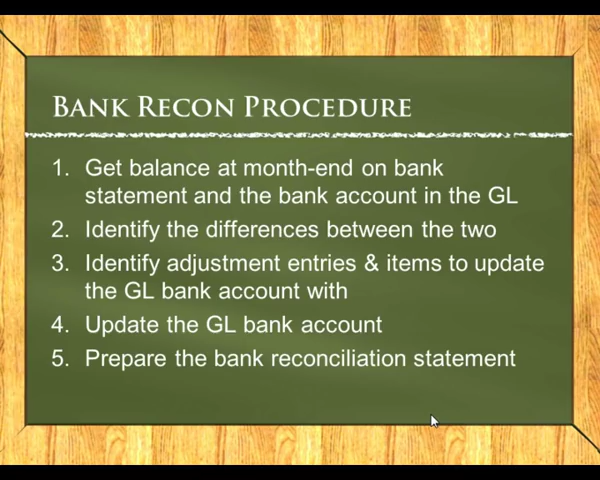 BANK RECON PROCEDURE
1. Get balance at month-end on bank
statement and the bank account in the GL
2. Identify the differences between the two
3. Identify adjustment entries & items to update
the GL bank account with
4. Update the GL bank account
5. Prepare the bank reconciliation statement